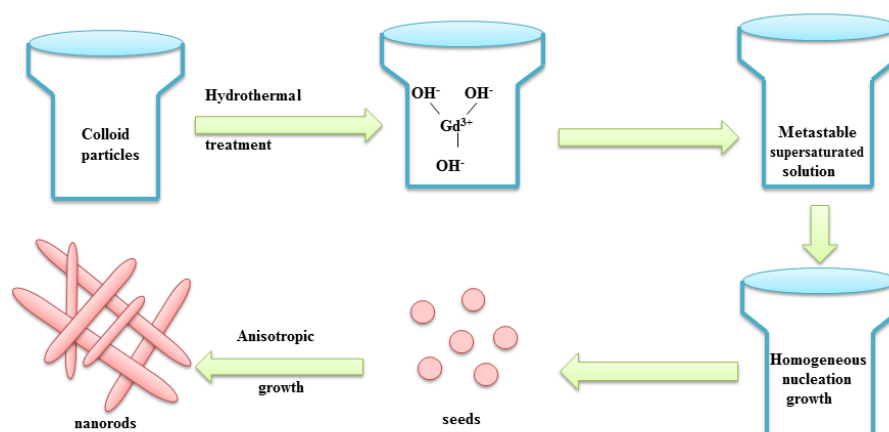 Colloid
particles
Hydrothermal
treatment
OH⁻ OH⁻
Gd³⁺
OH⁻
Metastable
supersaturated
solution
Homogeneous
nucleation
growth
seeds
Anisotropic
growth
nanorods